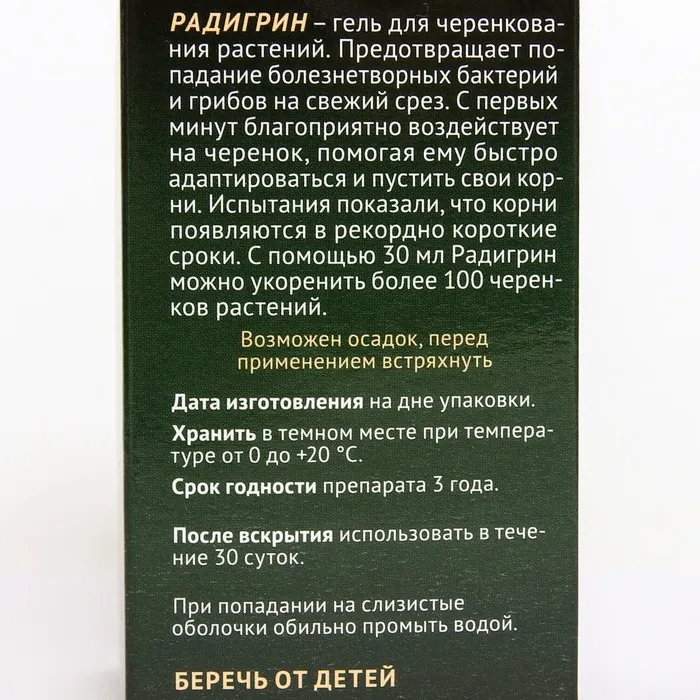 РАДИГРИН – гель для черенкова-
ния растений. Предотвращает по-
падание болезнетворных бактерий
и грибов на свежий срез. С первых
минут благоприятно воздействует
на черенок, помогая ему быстро
адаптироваться и пустить свои кор-
ни. Испытания показали, что корни
появляются в рекордно короткие
сроки. С помощью 30 мл Радигрин
можно укоренить более 100 черен-
ков растений.
Возможен осадок, перед
применением встряхнуть
Дата изготовления на дне упаковки.
Хранить в темном месте при темпера-
туре от 0 до +20 °С.
Срок годности препарата 3 года.
После вскрытия использовать в тече-
ние 30 суток.
При попадании на слизистые
оболочки обильно промыть водой.
БЕРЕЧЬ ОТ ДЕТЕЙ